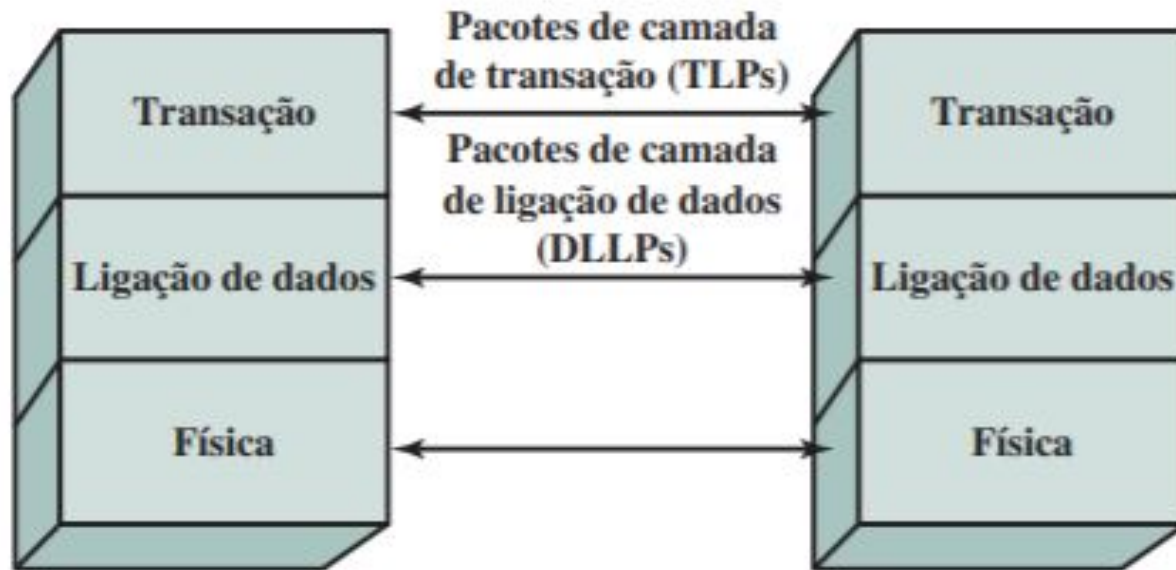 Pacotes de camada
de transação (TLPs)
Transação
Transação
Pacotes de camada
de ligação de dados
(DLLPs)
Ligação de dados
Ligação de dados
Física
Física